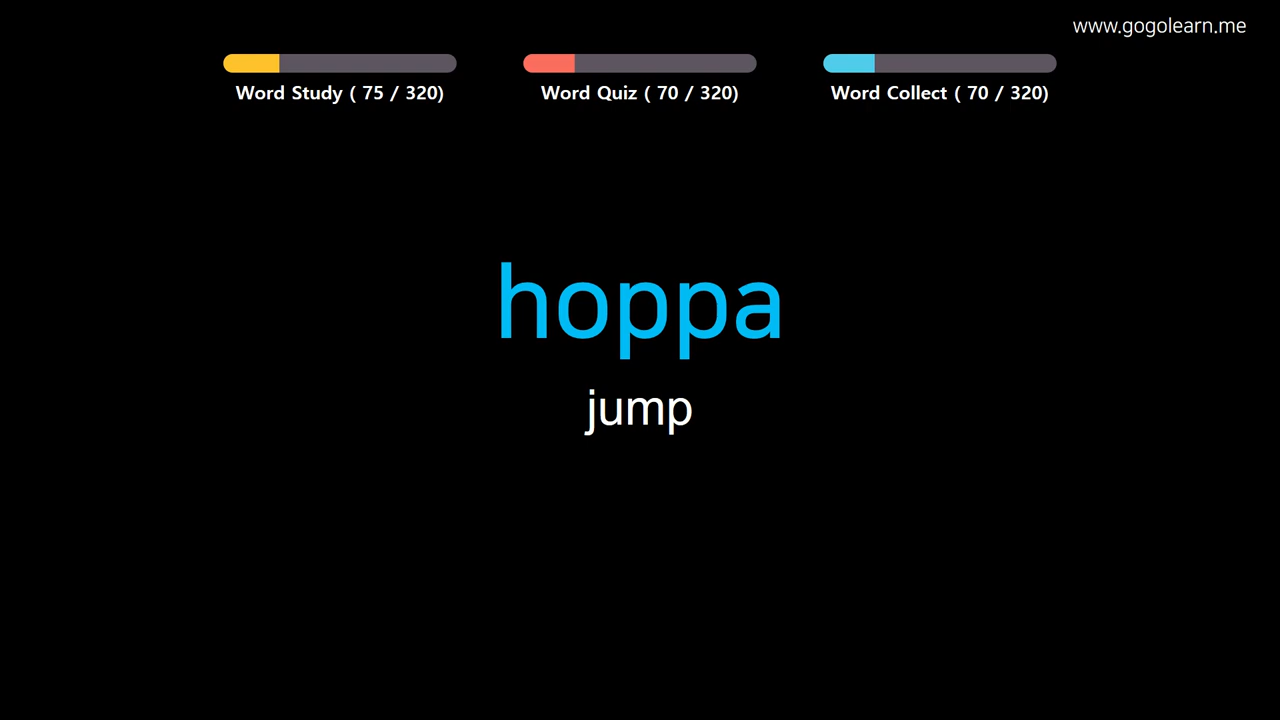 www.gogolearn.me
Word Study ( 75 / 320)
Word Quiz ( 70 / 320)
Word Collect ( 70 / 320)
hoppa
jump